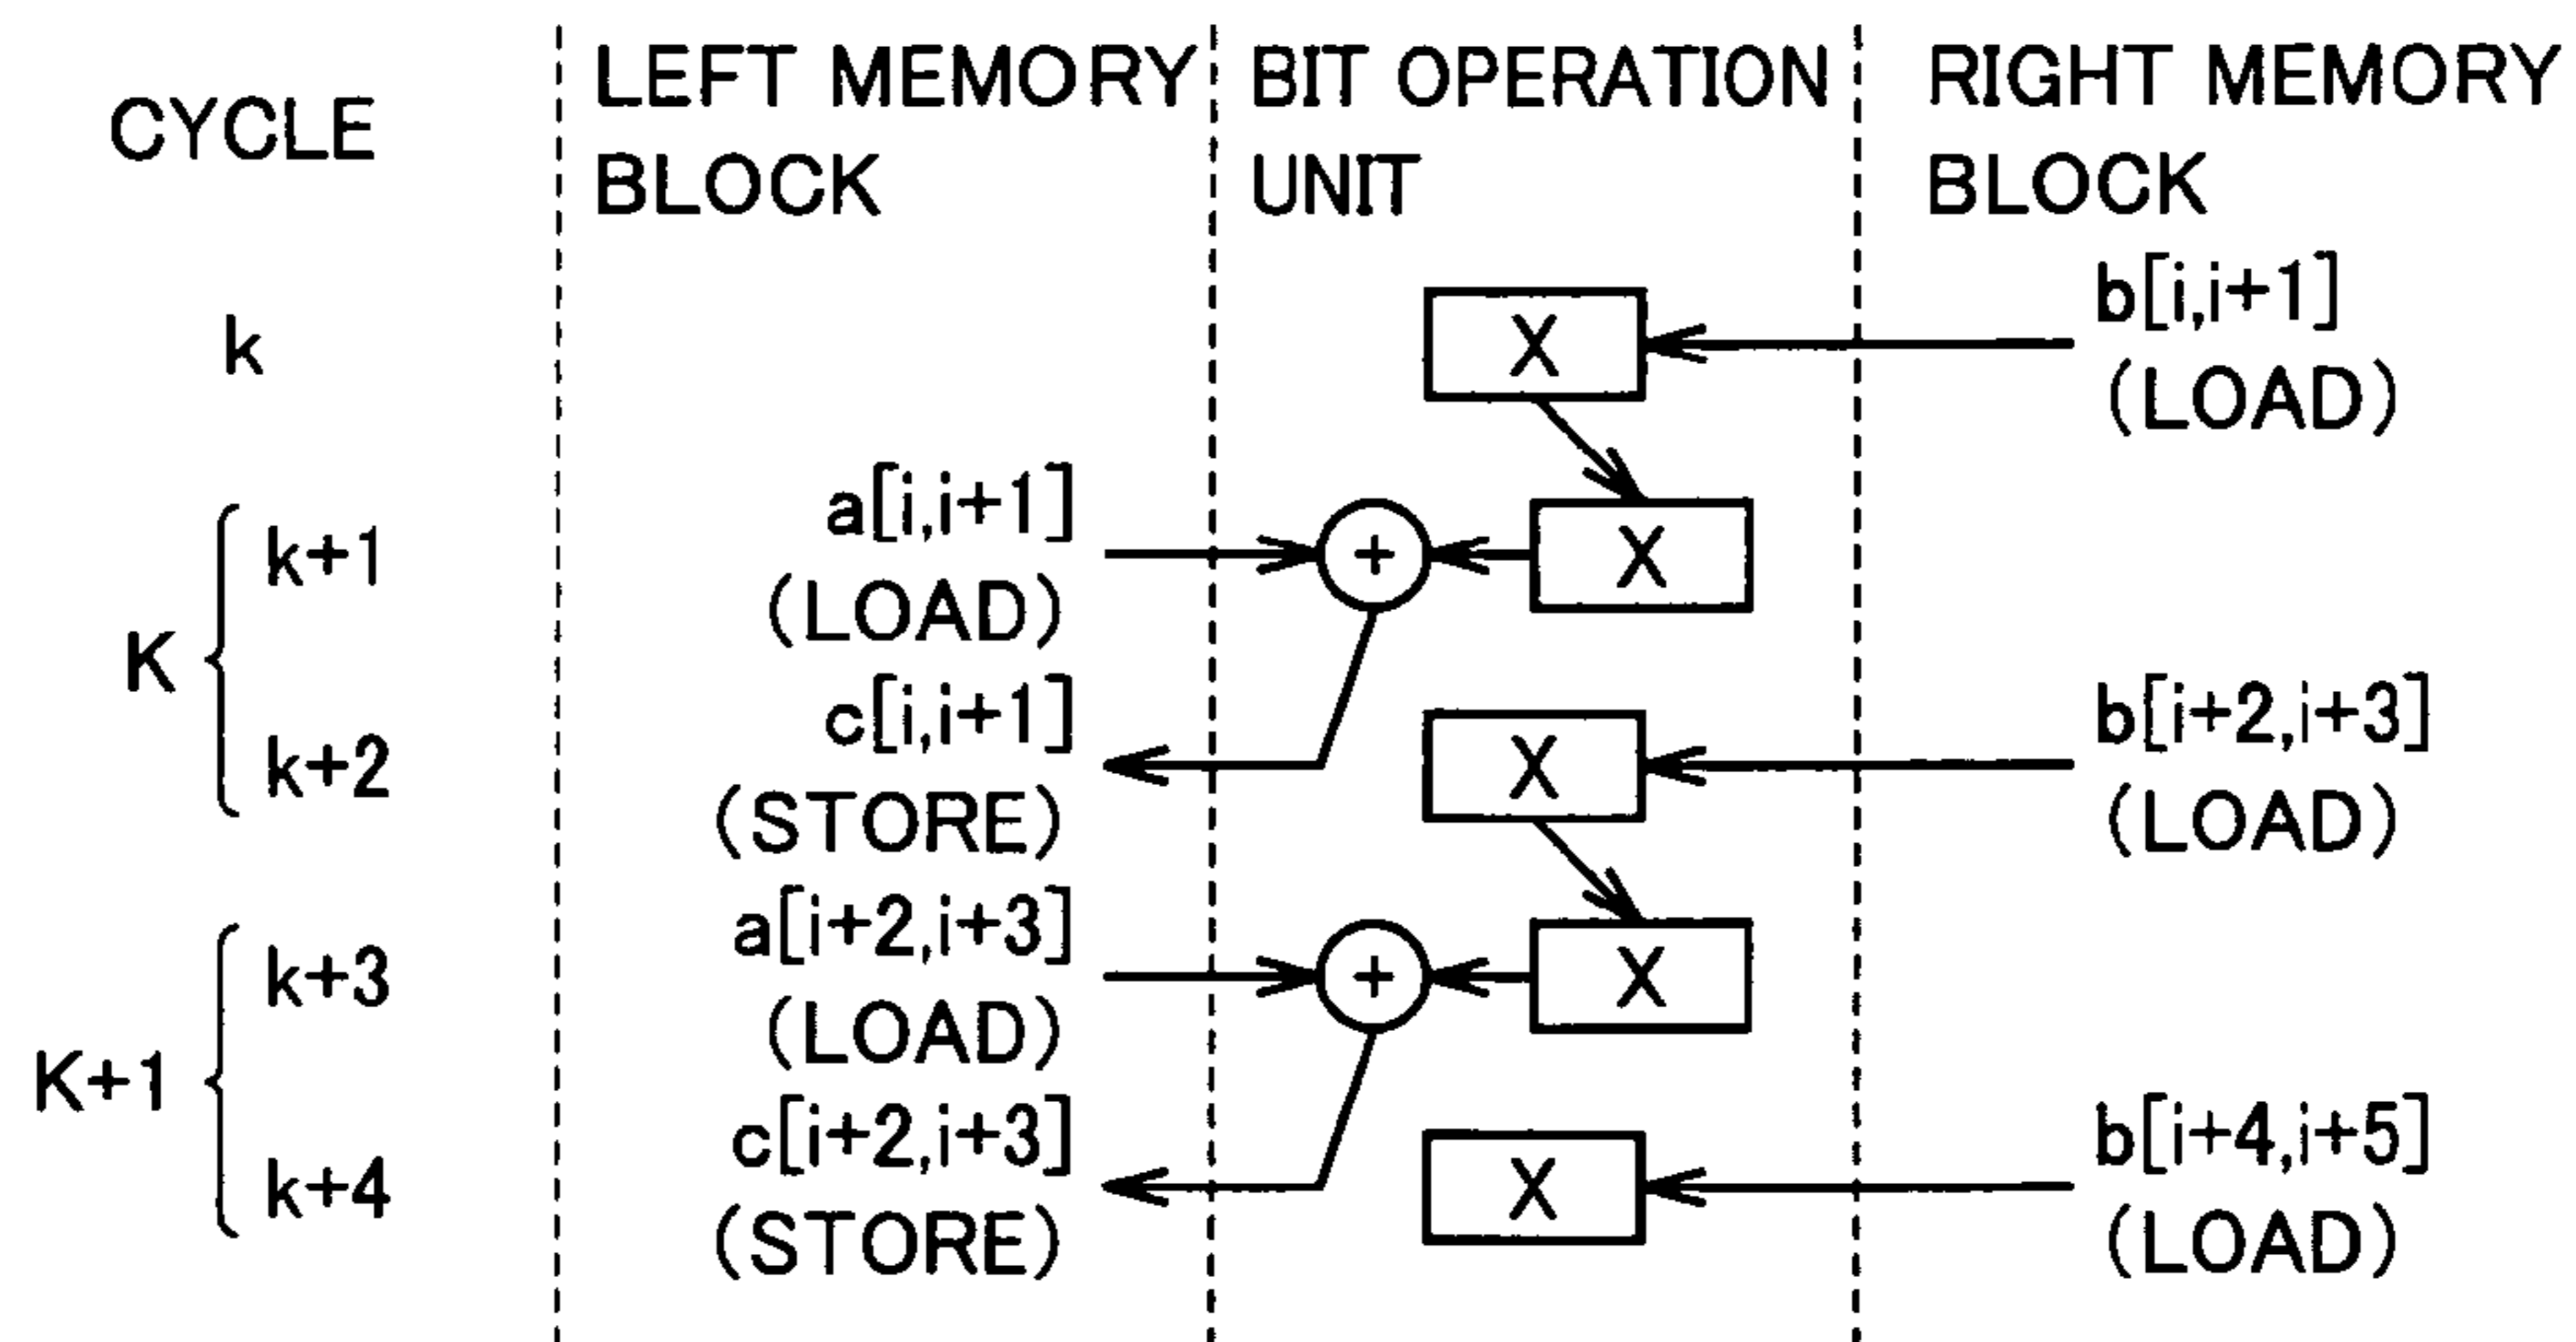 CYCLE
LEFT MEMORY
BLOCK
BIT OPERATION
UNIT
RIGHT MEMORY
BLOCK
k
X
b[i,i+1]
(LOAD)
K
k+1
a[i,i+1]
(LOAD)
+
X
k+2
c[i,i+1]
(STORE)
X
b[i+2,i+3]
(LOAD)
K+1
k+3
a[i+2,i+3]
(LOAD)
+
X
k+4
c[i+2,i+3]
(STORE)
X
b[i+4,i+5]
(LOAD)